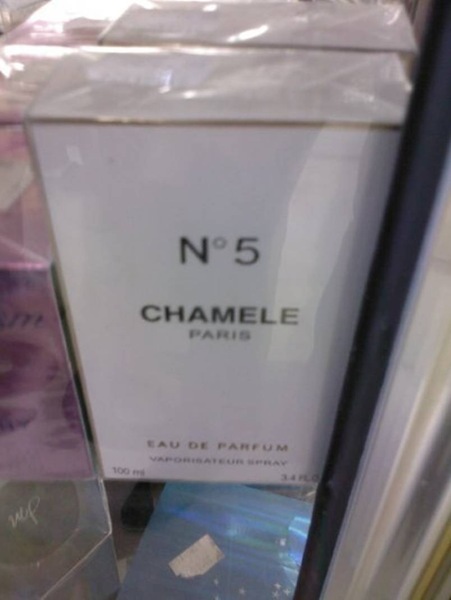 N° 5
CHAMELE
PARIS
EAU DE PARFUM
VAPORISATEUR SPRAY
100 ml
3.4 FL.O